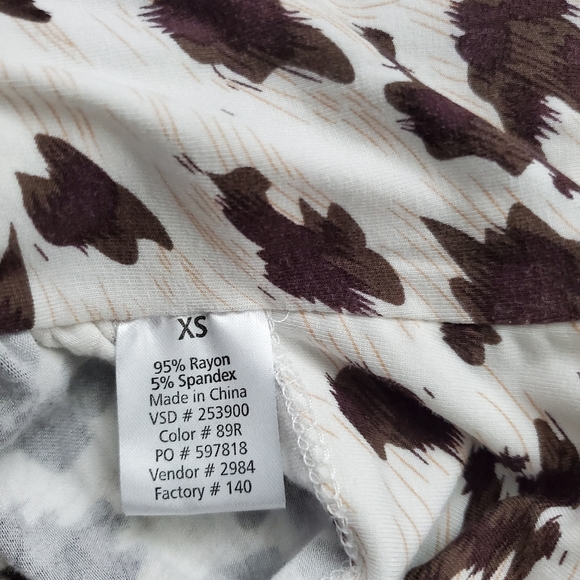 XS
95% Rayon
5% Spandex
Made in China
VSD # 253900
Color # 89R
PO # 597818
Vendor # 2984
Factory # 140